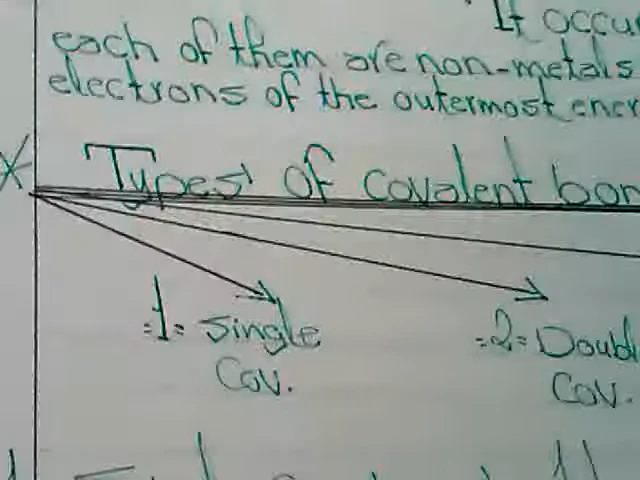 It occu
each of them are non-metals
electrons of the outermost ener
* Types of covalent bon
=1= Single
Cov.
=2= Doubl
Cov.